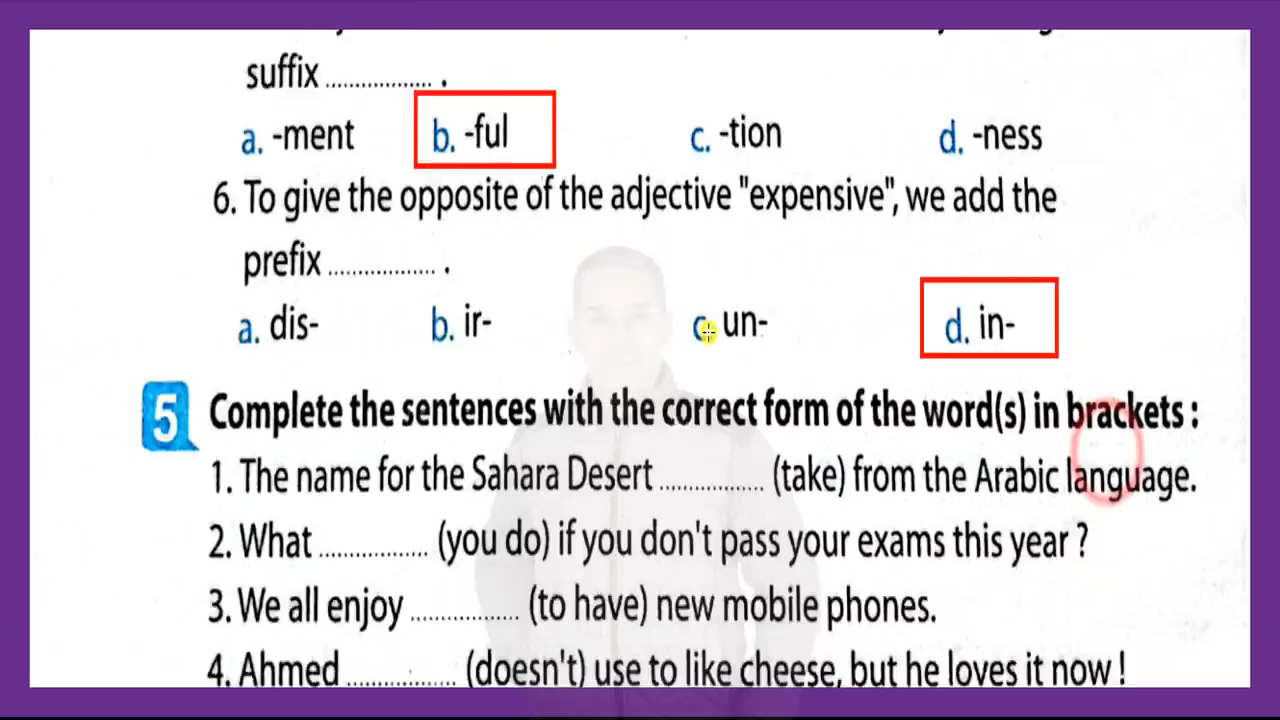 suffix .................. .
a. -ment b. -ful c. -tion d. -ness
6. To give the opposite of the adjective "expensive", we add the
prefix .................. .
a. dis- b. ir- c. un- d. in-
5 Complete the sentences with the correct form of the word(s) in brackets :
1. The name for the Sahara Desert .................. (take) from the Arabic language.
2. What .................. (you do) if you don't pass your exams this year ?
3. We all enjoy .................. (to have) new mobile phones.
4. Ahmed .................. (doesn't) use to like cheese, but he loves it now !